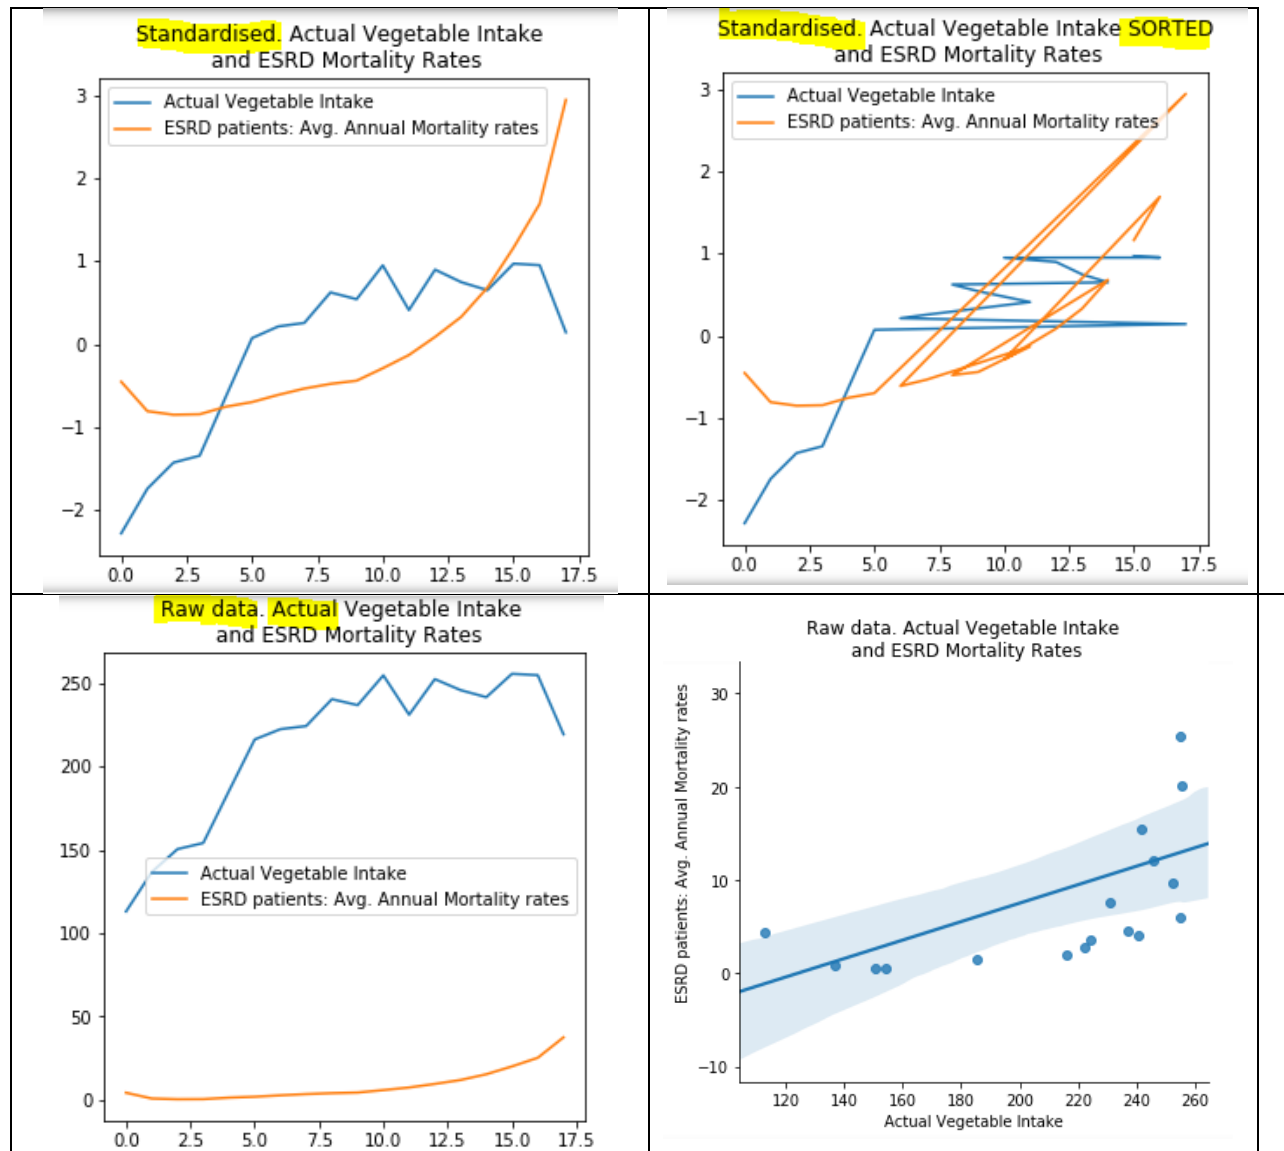 Standardised. Actual Vegetable Intake
and ESRD Mortality Rates
Actual Vegetable Intake
ESRD patients: Avg. Annual Mortality rates
3
2
1
0
−1
−2
0.0 2.5 5.0 7.5 10.0 12.5 15.0 17.5
Standardised. Actual Vegetable Intake SORTED
and ESRD Mortality Rates
Actual Vegetable Intake
ESRD patients: Avg. Annual Mortality rates
3
2
1
0
−1
−2
0.0 2.5 5.0 7.5 10.0 12.5 15.0 17.5
Raw data. Actual Vegetable Intake
and ESRD Mortality Rates
250
200
150
Actual Vegetable Intake
ESRD patients: Avg. Annual Mortality rates
100
50
0
0.0 2.5 5.0 7.5 10.0 12.5 15.0 17.5
Raw data. Actual Vegetable Intake
and ESRD Mortality Rates
ESRD patients: Avg. Annual Mortality rates
30
20
10
0
−10
120 140 160 180 200 220 240 260
Actual Vegetable Intake